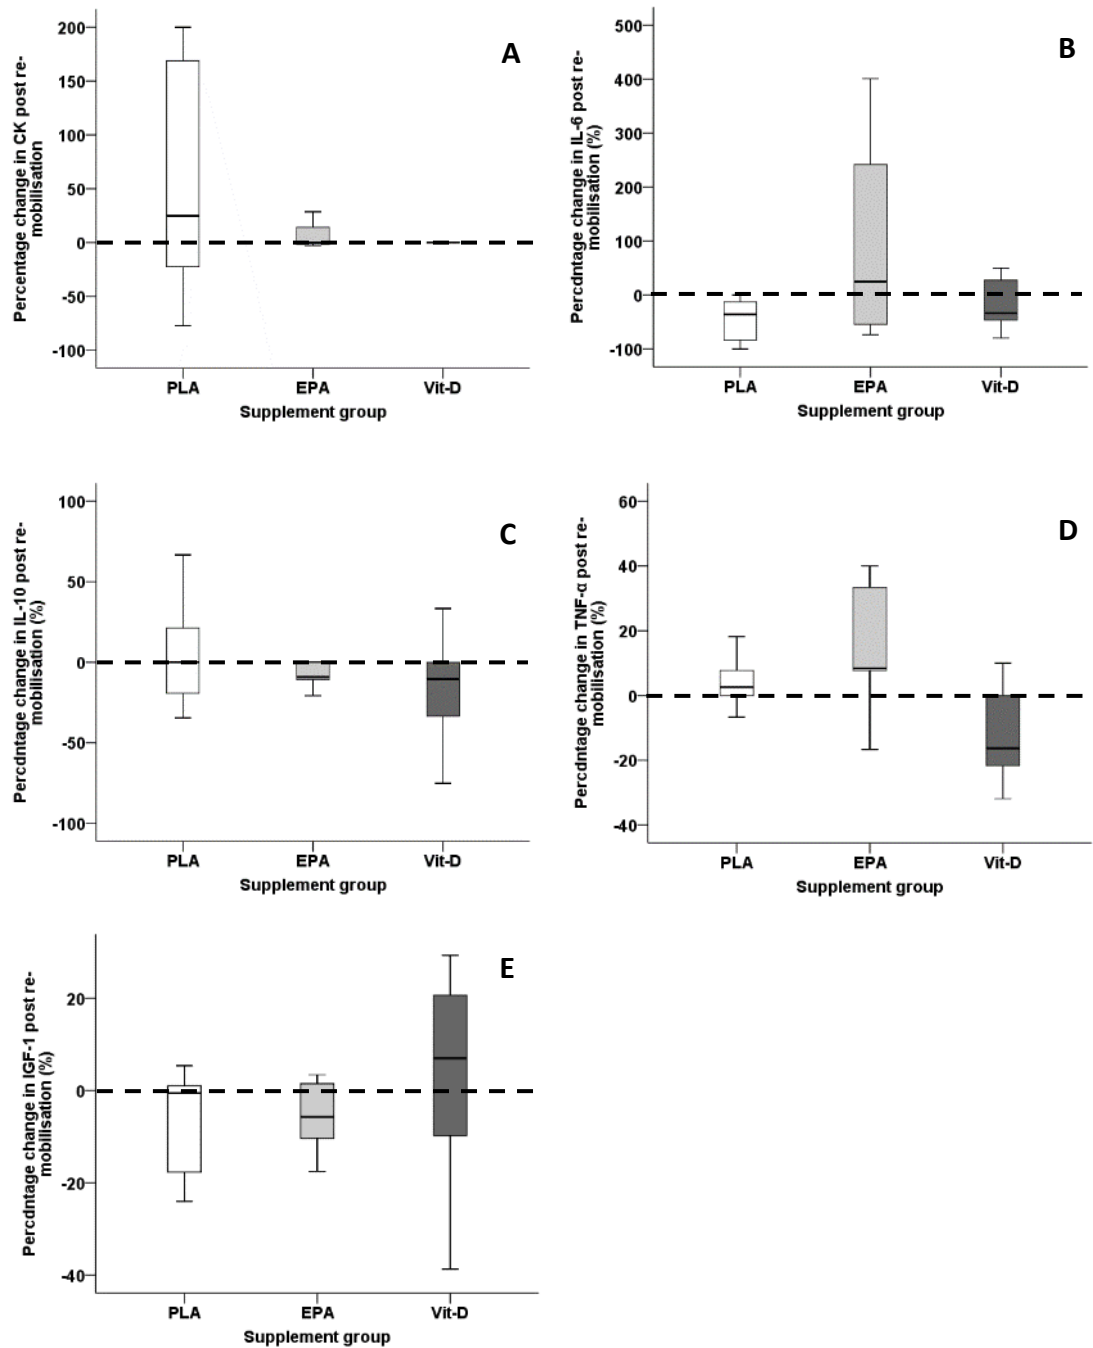 A
Percentage change in CK post re-
mobilisation
200
150
100
50
0
-50
-100
PLA EPA Vit-D
Supplement group
B
Percdntage change in IL-6 post re-
mobilisation (%)
500
400
300
200
100
0
-100
PLA EPA Vit-D
Supplement group
C
Percdntage change in IL-10 post re-
mobilisation (%)
100
50
0
-50
-100
PLA EPA Vit-D
Supplement group
D
Percdntage change in TNF-α post re-
mobilisation (%)
60
40
20
0
-20
-40
PLA EPA Vit-D
Supplement group
E
Percdntage change in IGF-1 post re-
mobilisation (%)
20
0
-20
-40
PLA EPA Vit-D
Supplement group